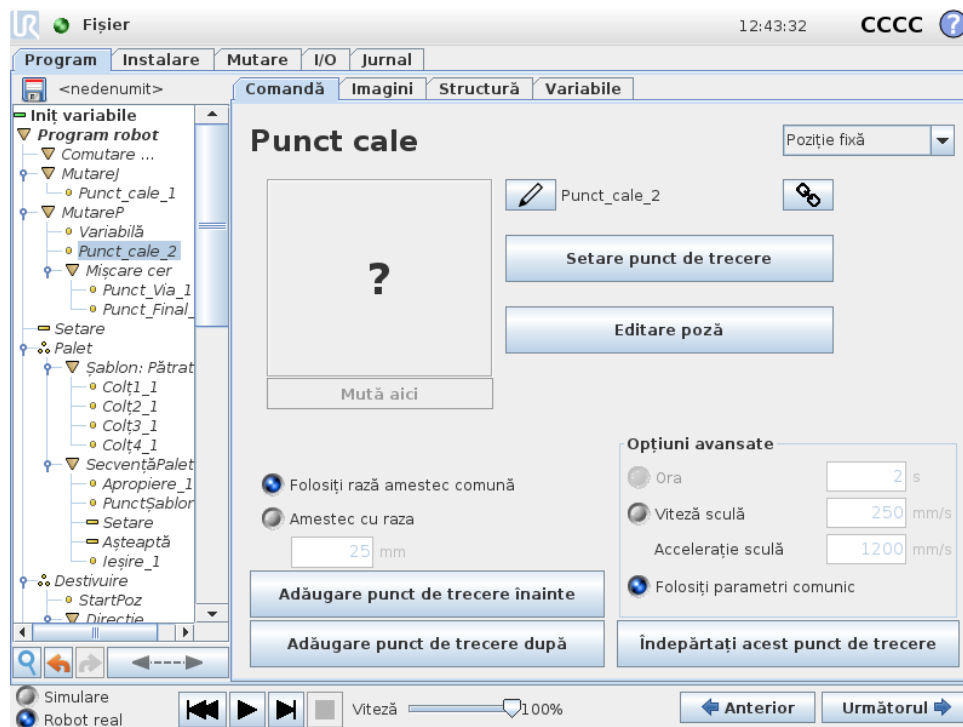 UR Fișier 12:43:32 CCCC ?
Program Instalare Mutare I/O Jurnal
<nedenumit>
Comandă Imagini Structură Variabile
Iniț variabile
Program robot
Comutare ...
MutareJ
Punct_cale_1
MutareP
Variabilă
Punct_cale_2
Mișcare cer
Punct_Via_1
Punct_Final_
Setare
Palet
Șablon: Pătrat
Colț1_1
Colț2_1
Colț3_1
Colț4_1
SecvențăPalet
Apropiere_1
PunctȘablor
Setare
Așteaptă
Ieșire_1
Destivuire
StartPoz
Direcție
Punct cale
Poziție fixă
?
Punct_cale_2
Setare punct de trecere
Editare poză
Mută aici
Folosiți rază amestec comună
Amestec cu raza
25 mm
Opțiuni avansate
Ora 2 s
Viteză sculă 250 mm/s
Accelerație sculă 1200 mm/s
Folosiți parametri comunic
Adăugare punct de trecere înainte
Adăugare punct de trecere după
Îndepărtați acest punct de trecere
Simulare
Robot real
Viteză 100%
Anterior Următorul